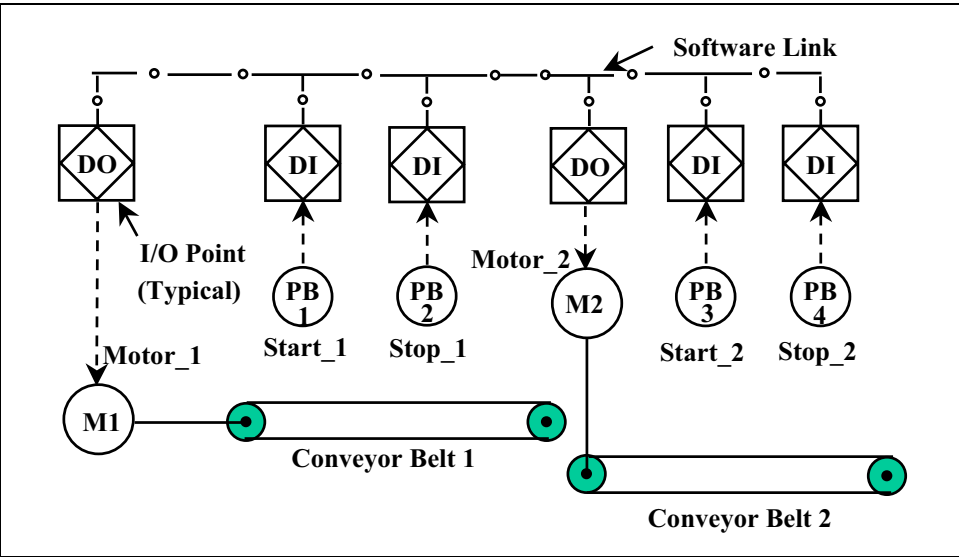 Software Link
DO
DI
DI
DO
DI
DI
I/O Point
(Typical)
Motor_2
PB
1
PB
2
M2
PB
3
PB
4
Start_1
Stop_1
Start_2
Stop_2
Motor_1
M1
Conveyor Belt 1
Conveyor Belt 2